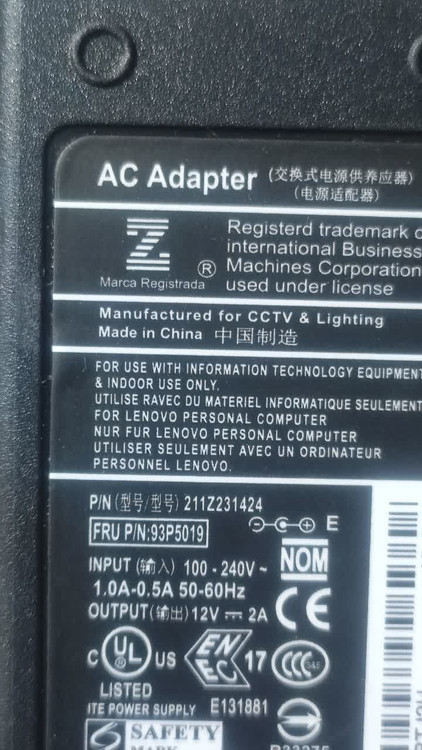 AC Adapter (交换式电源供养应器)
(电源适配器)
Z
Registerd trademark
international Business
® Machines Corporation
Marca Registrada used under license
Manufactured for CCTV & Lighting
Made in China 中国制造
FOR USE WITH INFORMATION TECHNOLOGY EQUIPMENT
& INDOOR USE ONLY.
UTILISE RAVEC DU MATERIEL INFORMATIQUE SEULEMENT
FOR LENOVO PERSONAL COMPUTER
NUR FUR LENOVO PERSONAL COMPUTER
UTILISER SEULEMENT AVEC UN ORDINATEUR
PERSONNEL LENOVO.
P/N (型号/型号) 211Z231424
FRU P/N:93P5019
E
INPUT (输入) 100 - 240V ~
NOM
1.0A-0.5A 50-60Hz
OUTPUT (输出) 12V ⎓ 2A
CE
C UL ® US
EN EC 17
CCC S&E
LISTED
ITE POWER SUPPLY E131881
SAFETY